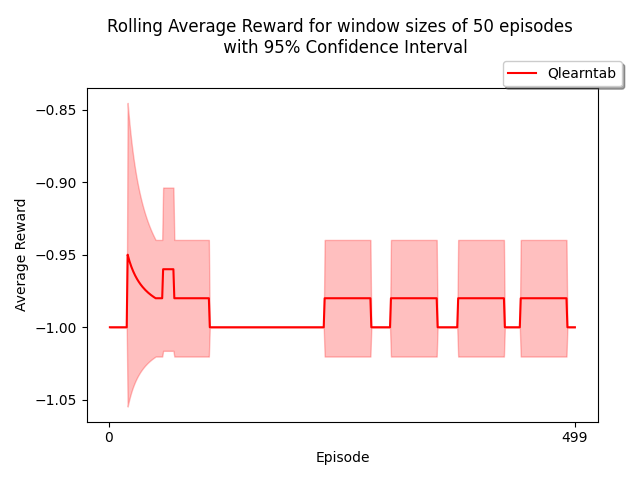 Rolling Average Reward for window sizes of 50 episodes
with 95% Confidence Interval
Qlearntab
Average Reward
−0.85
−0.90
−0.95
−1.00
−1.05
0
499
Episode